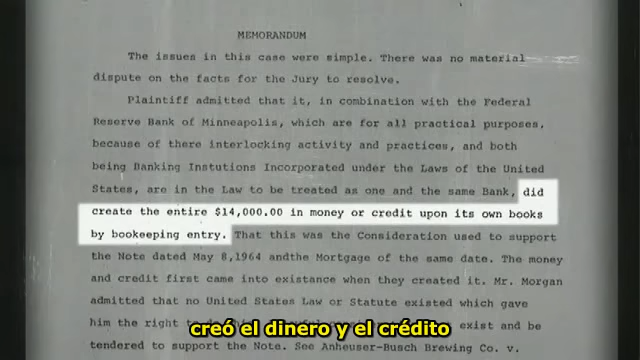 MEMORANDUM
The issues in this case were simple. There was no material
dispute on the facts for the Jury to resolve.
Plaintiff admitted that it, in combination with the Federal
Reserve Bank of Minneapolis, which are for all practical purposes,
because of there interlocking activity and practices, and both
being Banking Instutions Incorporated under the Laws of the United
States, are in the Law to be treated as one and the same Bank, did
create the entire $14,000.00 in money or credit upon its own books
by bookeeping entry. That this was the Consideration used to support
the Note dated May 8,1964 andthe Mortgage of the same date. The money
and credit first came into existance when they created it. Mr. Morgan
admitted that no United States Law or Statute existed which gave
him the right to exist and be
creó el dinero y el crédito
tendered to support the Note. See Anheuser-Busch Brewing Co. v.